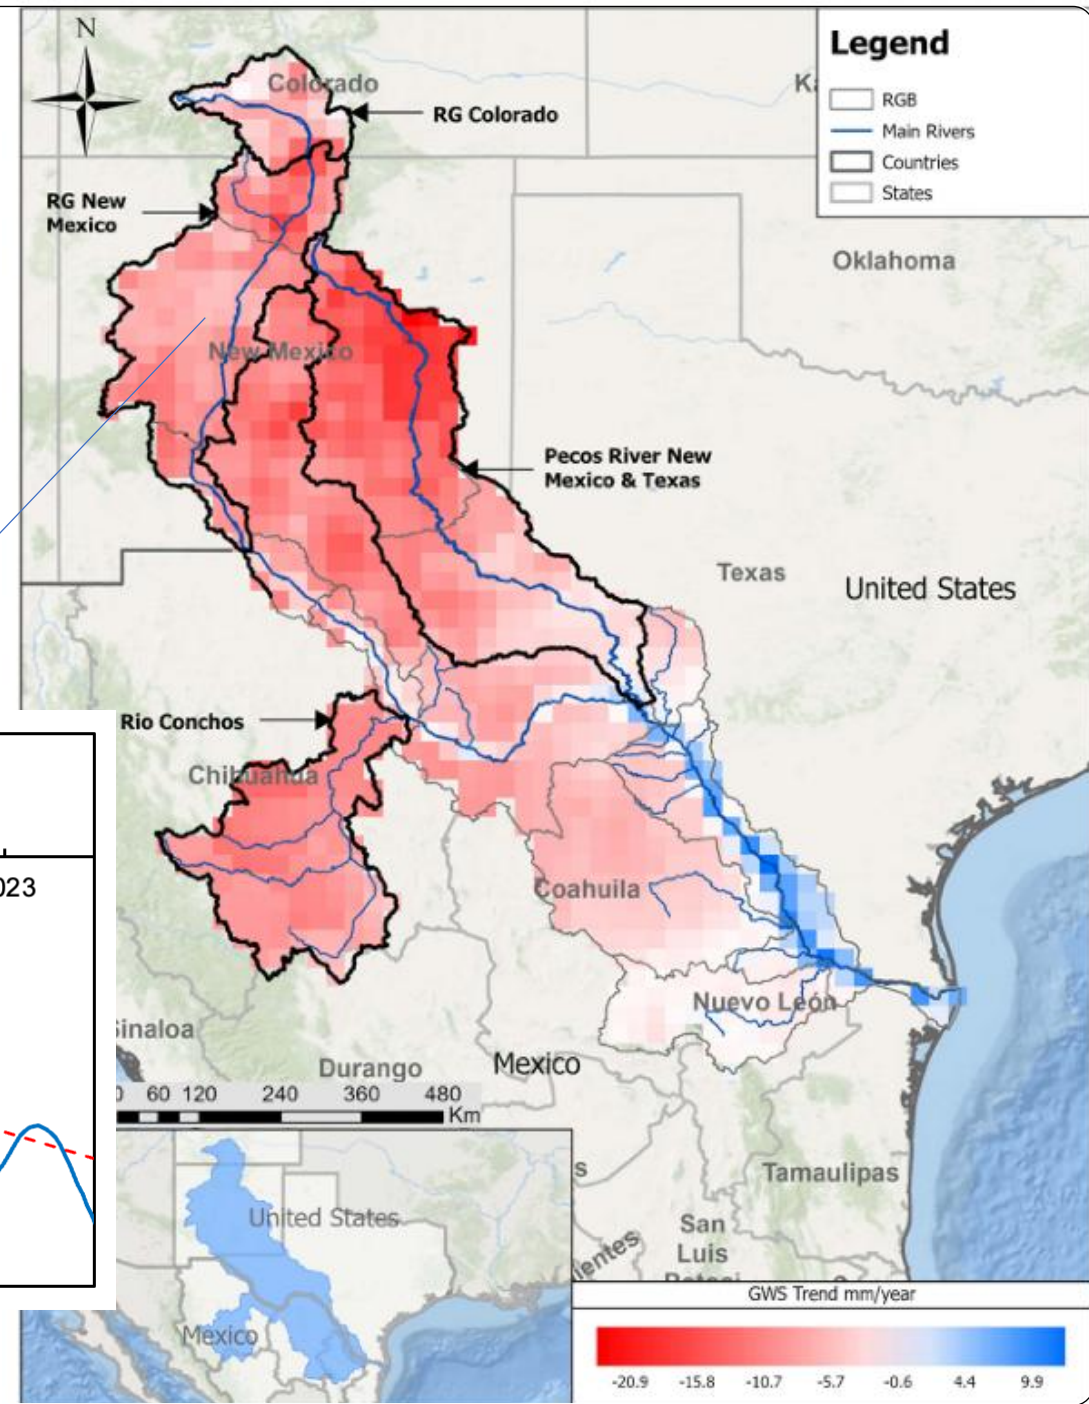 N
Legend
RGB
Main Rivers
Countries
States
Colorado
RG Colorado
RG New
Mexico
Oklahoma
New Mexico
Pecos River New
Mexico & Texas
Texas
United States
Rio Conchos
Chihuahua
Coahuila
Nuevo León
Sinaloa
Durango
Mexico
60 120 240 360 480
Km
Tamaulipas
San
Luis
United States
Mexico
GWS Trend mm/year
-20.9 -15.8 -10.7 -5.7 -0.6 4.4 9.9